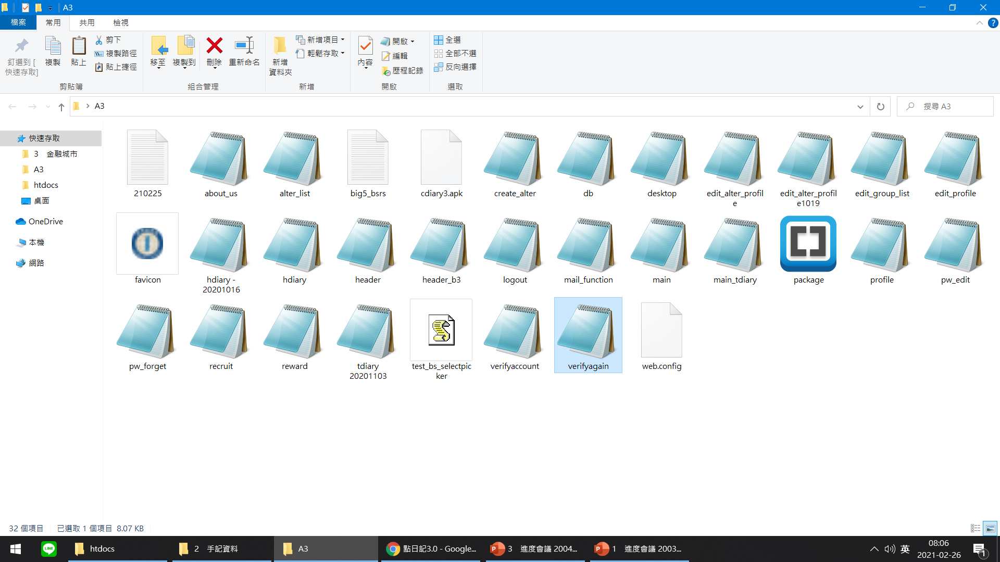 A3
檔案
常用
共用
檢視
?
釘選到 [
快速存取]
複製
貼上
剪下
複製路徑
貼上捷徑
剪貼簿
移至
複製到
刪除
重新命名
組合管理
新增
資料夾
新增項目
輕鬆存取
新增
內容
開啟
編輯
歷程記錄
開啟
全選
全部不選
反向選擇
選取
A3
搜尋 A3
快速存取
3 金融城市
A3
htdocs
桌面
OneDrive
本機
網路
210225
about_us
alter_list
big5_bsrs
cdiary3.apk
create_alter
db
desktop
edit_alter_profil
e
edit_alter_profil
e1019
edit_group_list
edit_profile
favicon
hdiary -
20201016
hdiary
header
header_b3
logout
mail_function
main
main_tdiary
package
profile
pw_edit
pw_forget
recruit
reward
tdiary
20201103
test_bs_selectpic
ker
verifyaccount
verifyagain
web.config
32 個項目
已選取 1 個項目 8.07 KB
LINE
htdocs
2 手記資料
A3
點日記3.0 - Google...
3 進度會議 2004...
1 進度會議 2003...
英
08:06
2021-02-26
1